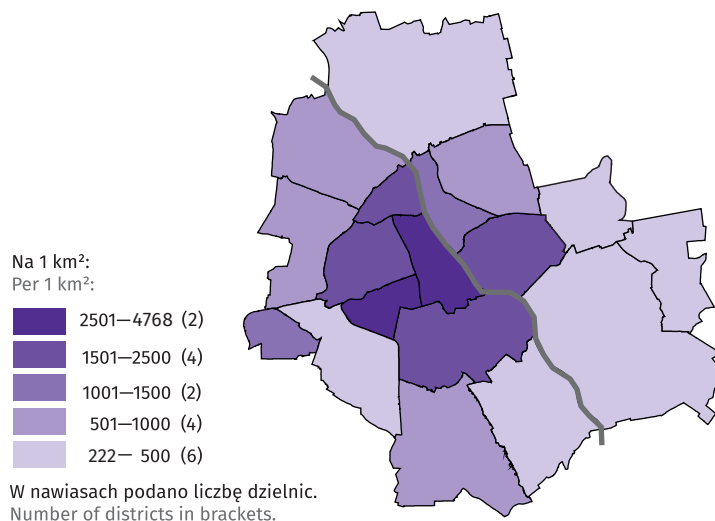 Na 1 km²:
Per 1 km²:
2501—4768 (2)
1501—2500 (4)
1001—1500 (2)
501—1000 (4)
222— 500 (6)
W nawiasach podano liczbę dzielnic.
Number of districts in brackets.